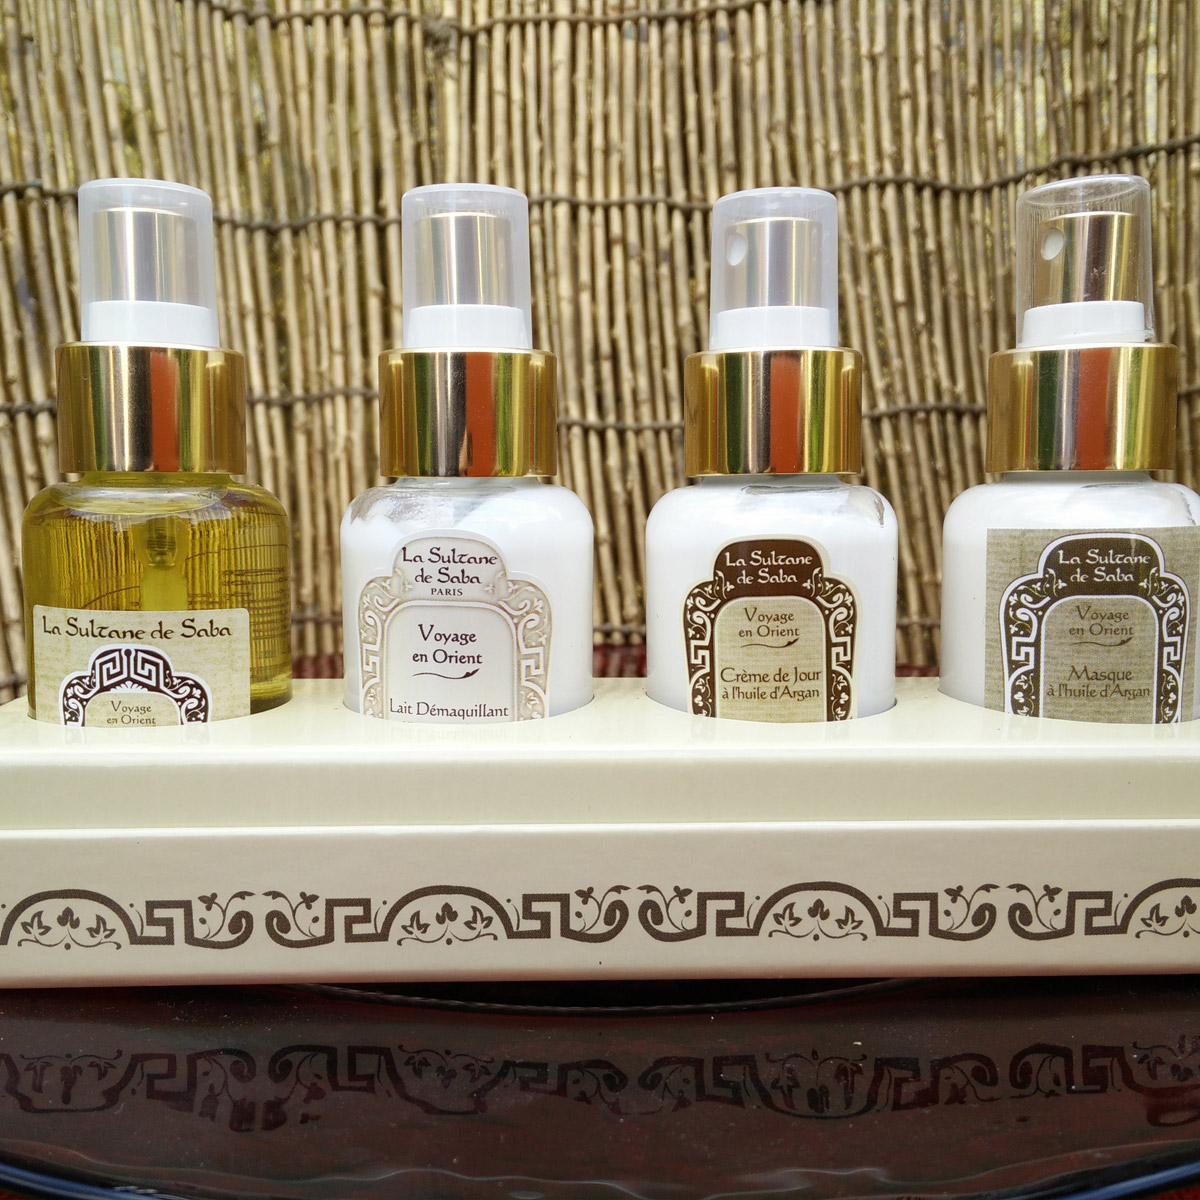 La Sultane de Saba
Voyage
en Orient
La Sultane
de Saba
PARIS
Voyage
en Orient
Lait Démaquillant
La Sultane
de Saba
Voyage
en Orient
Crème de Jour
à l'huile d'Argan
La Sultane
de Saba
Voyage
en Orient
Masque
à l'huile d'Argan